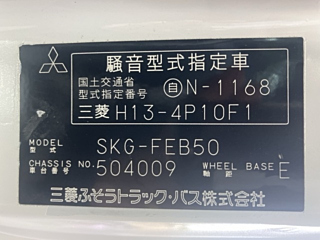 騒音型式指定車
国土交通省
型式指定番号 自 N-1168
三菱 H13-4P10F1
MODEL
型式 SKG-FEB50
CHASSIS NO. 504009 WHEEL BASE E
車台番号 軸距
三菱ふそうトラック・バス株式会社